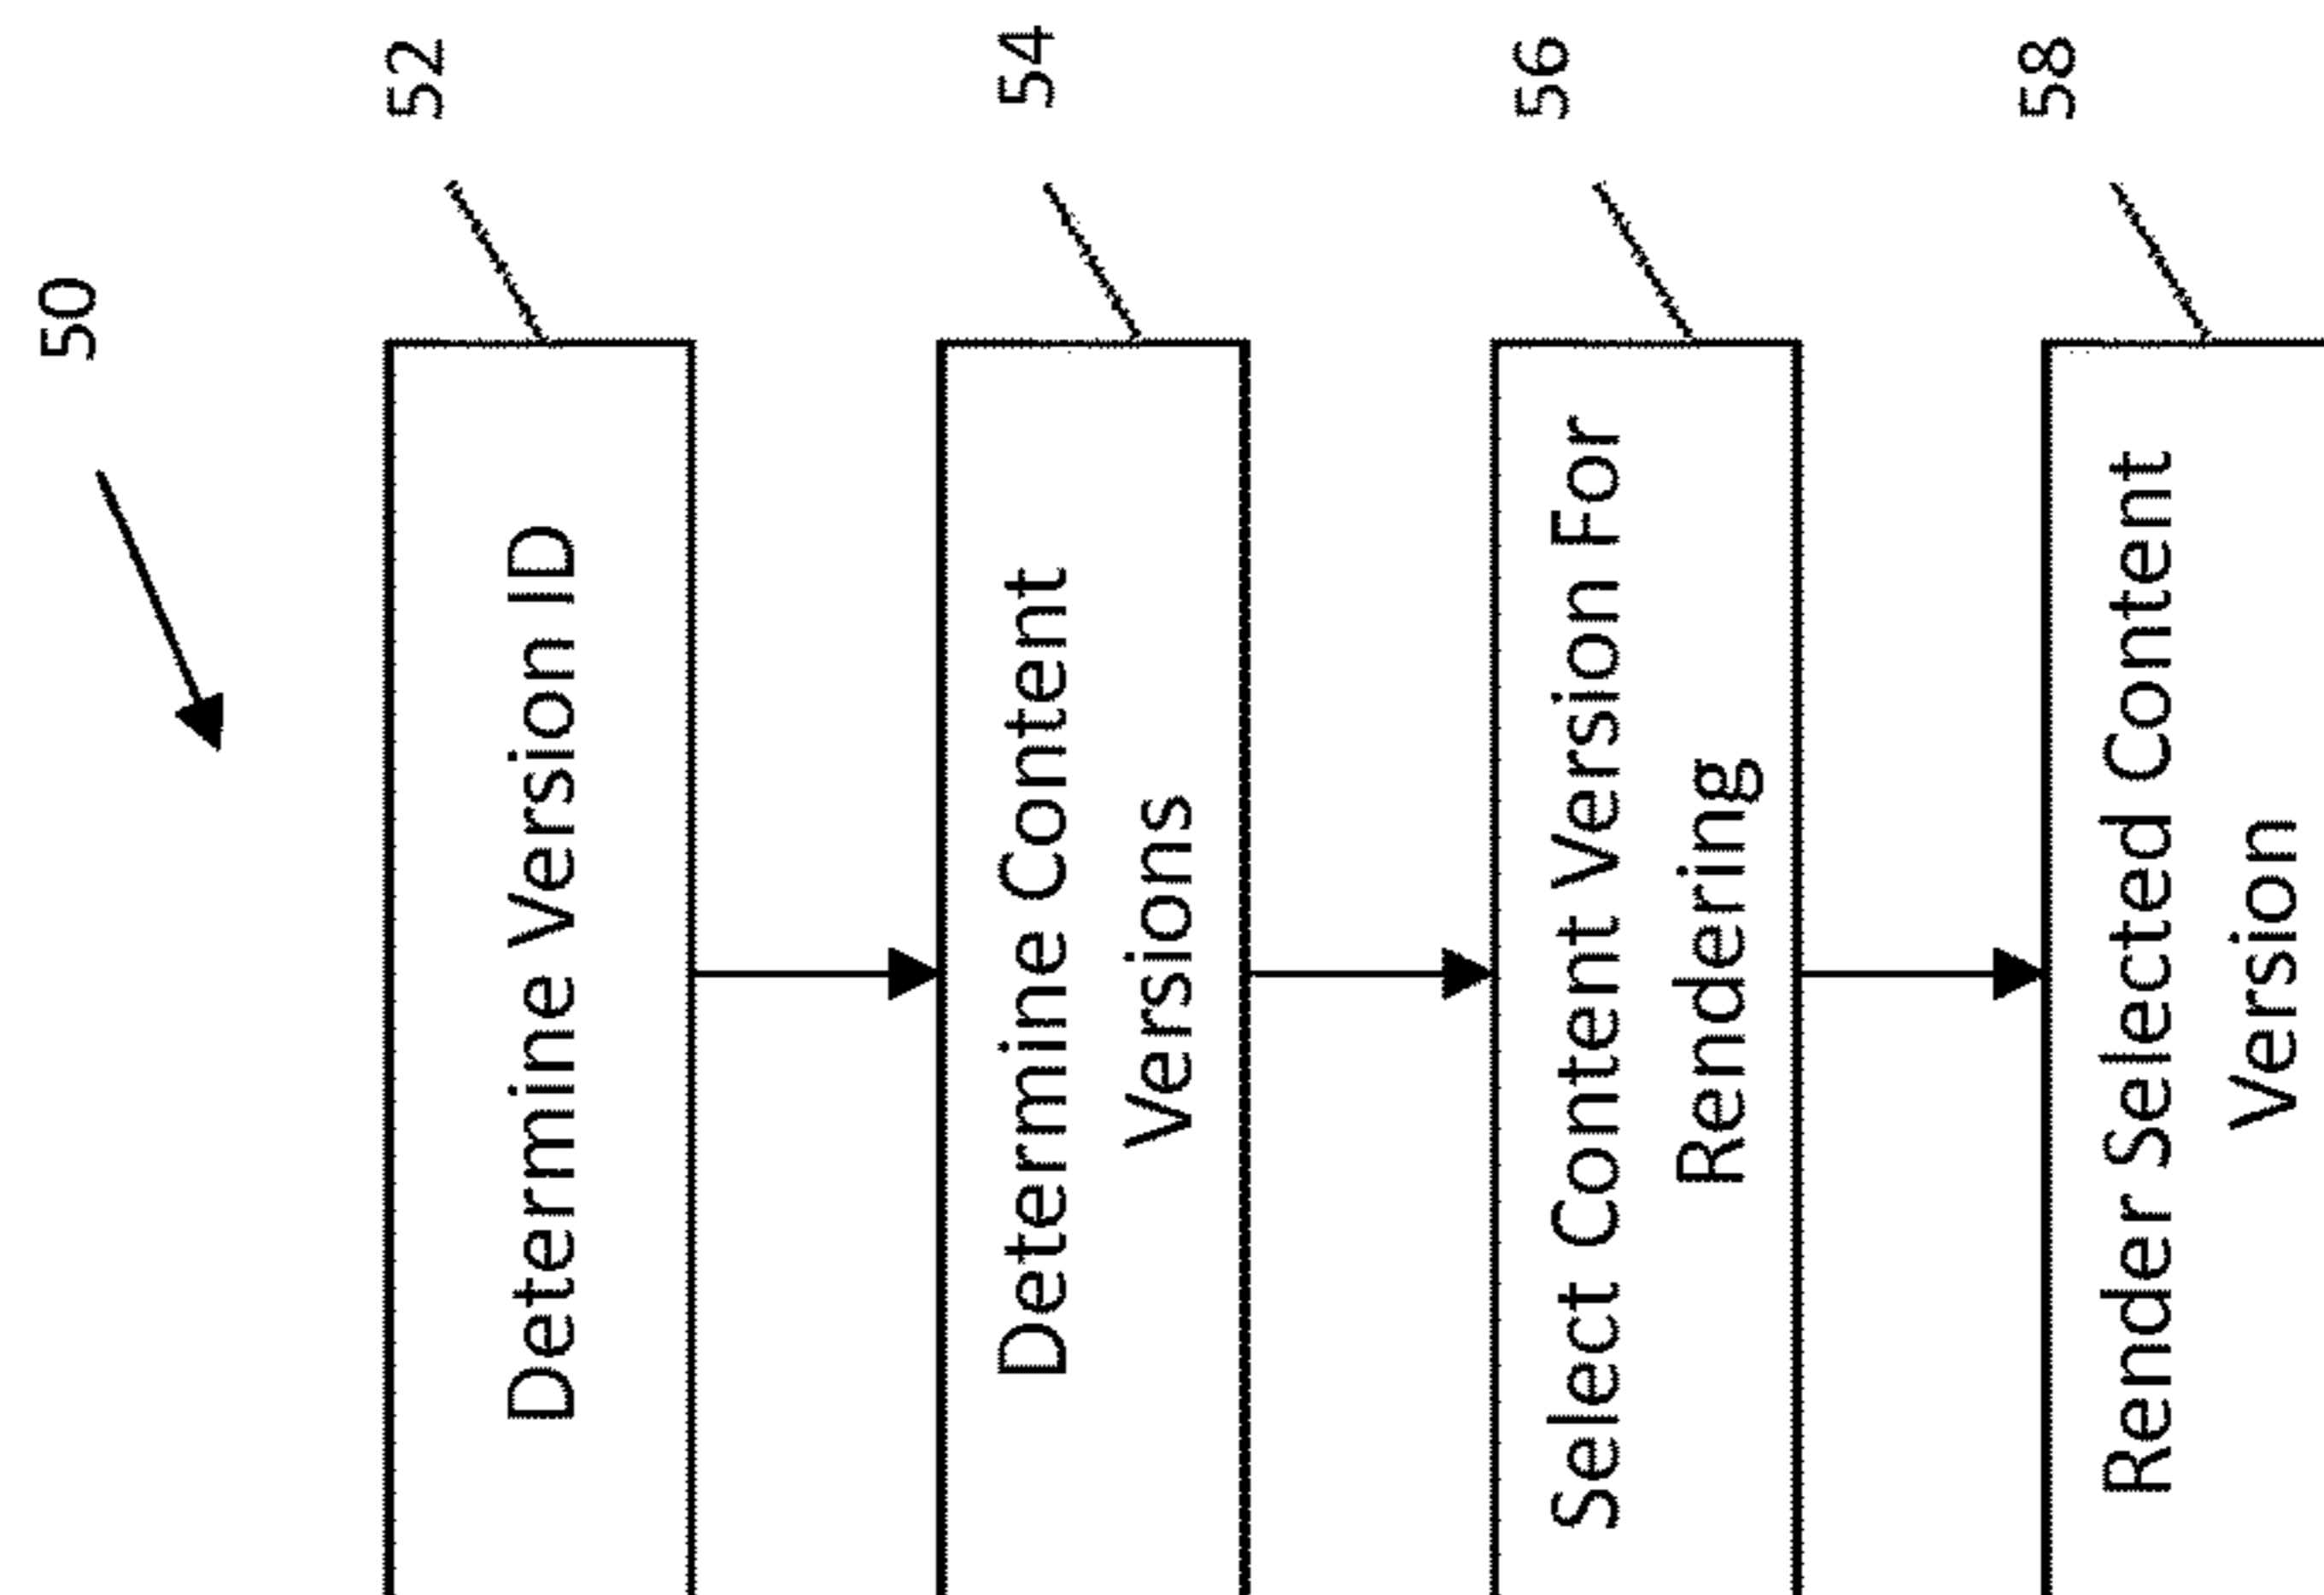 50
52
Determine Version ID
54
Determine Content
Versions
56
Select Content Version For
Rendering
58
Render Selected Content
Version